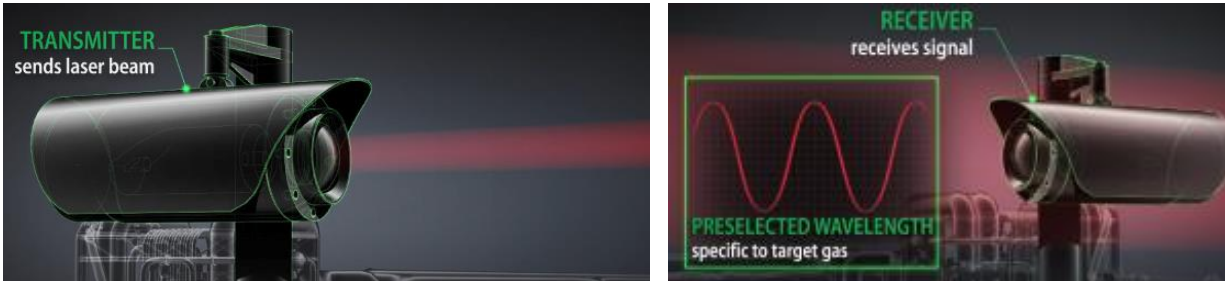 TRANSMITTER
sends laser beam
RECEIVER
receives signal
PRESELECTED WAVELENGTH
specific to target gas